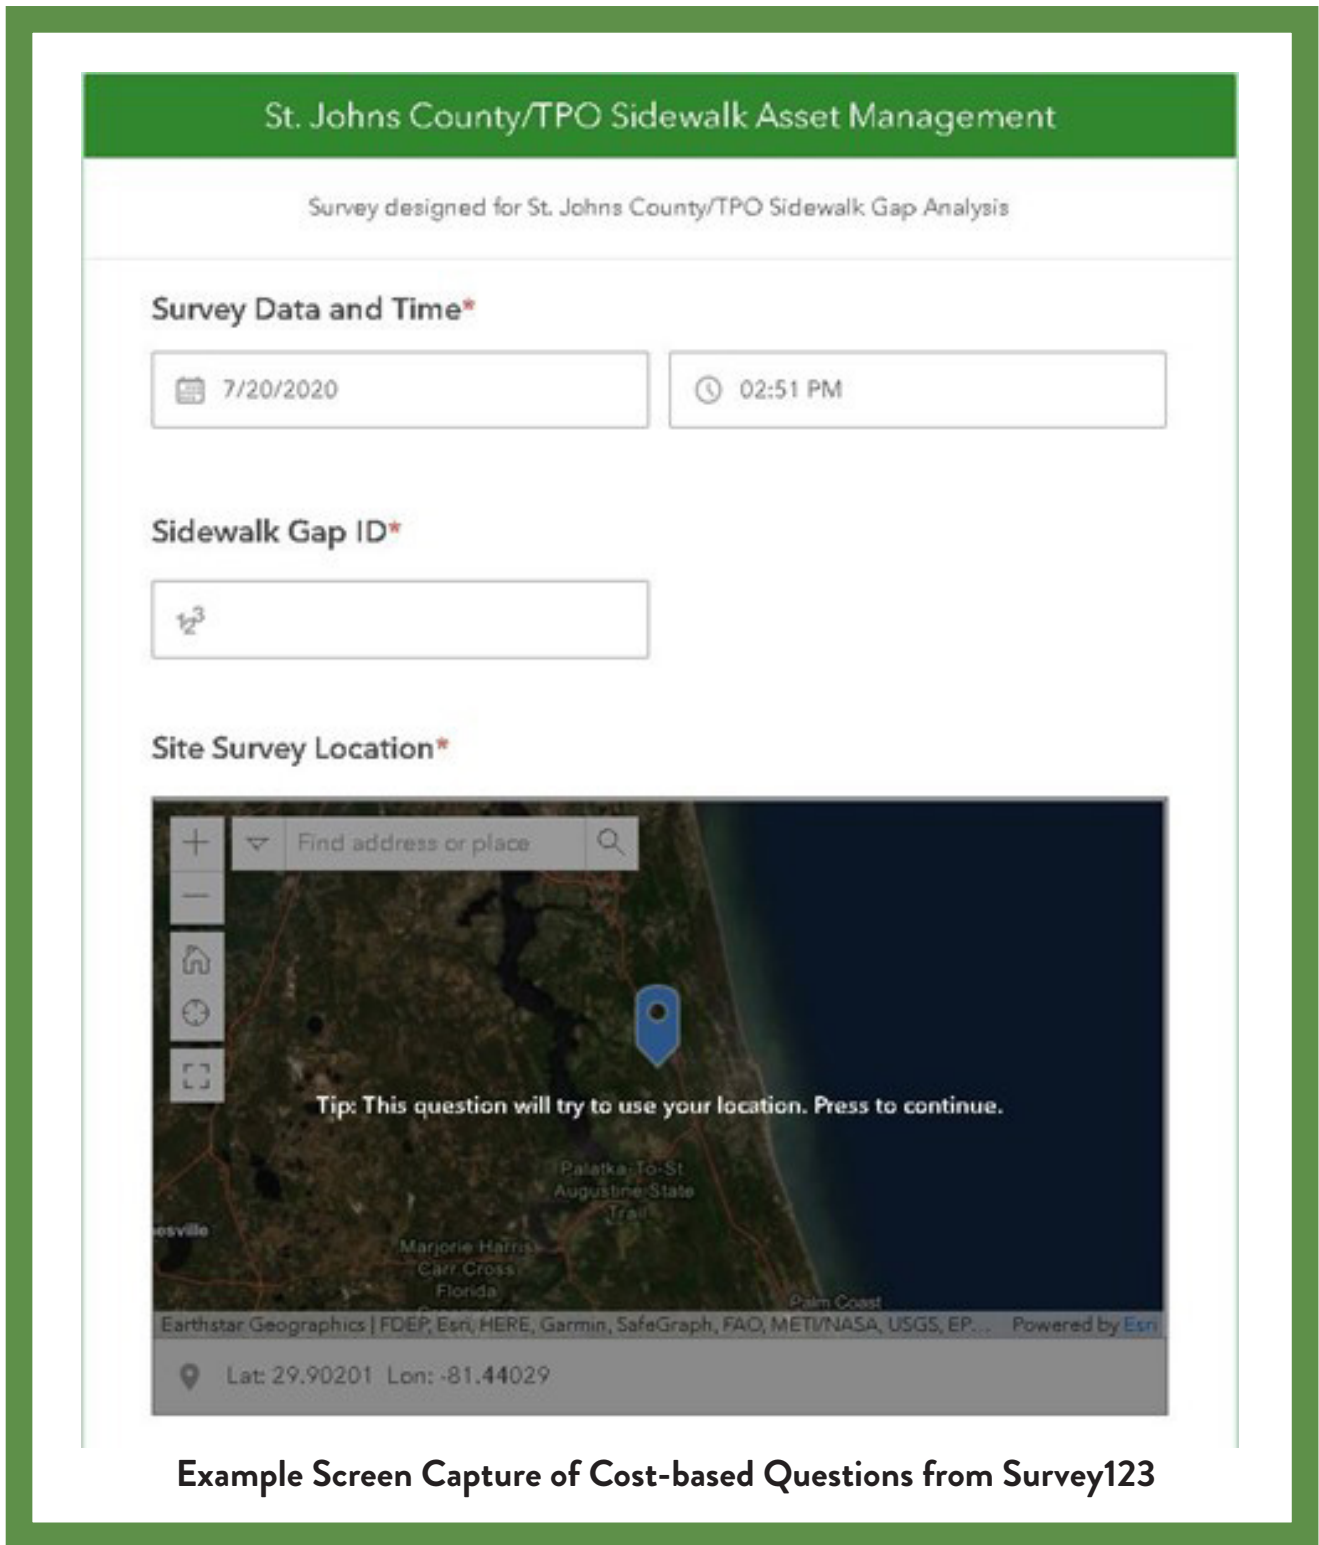 St. Johns County/TPO Sidewalk Asset Management
Survey designed for St. Johns County/TPO Sidewalk Gap Analysis
Survey Data and Time*
7/20/2020
02:51 PM
Sidewalk Gap ID*
123
Site Survey Location*
Find address or place
Tip: This question will try to use your location. Press to continue.
Palatka-To-St
Augustine State
Trail
esville
Marjorie Harris
Carr Cross
Florida
Palm Coast
Earthstar Geographics | FDEP, Esri, HERE, Garmin, SafeGraph, FAO, METI/NASA, USGS, EP... Powered by Esri
Lat: 29.90201 Lon: -81.44029
Example Screen Capture of Cost-based Questions from Survey123